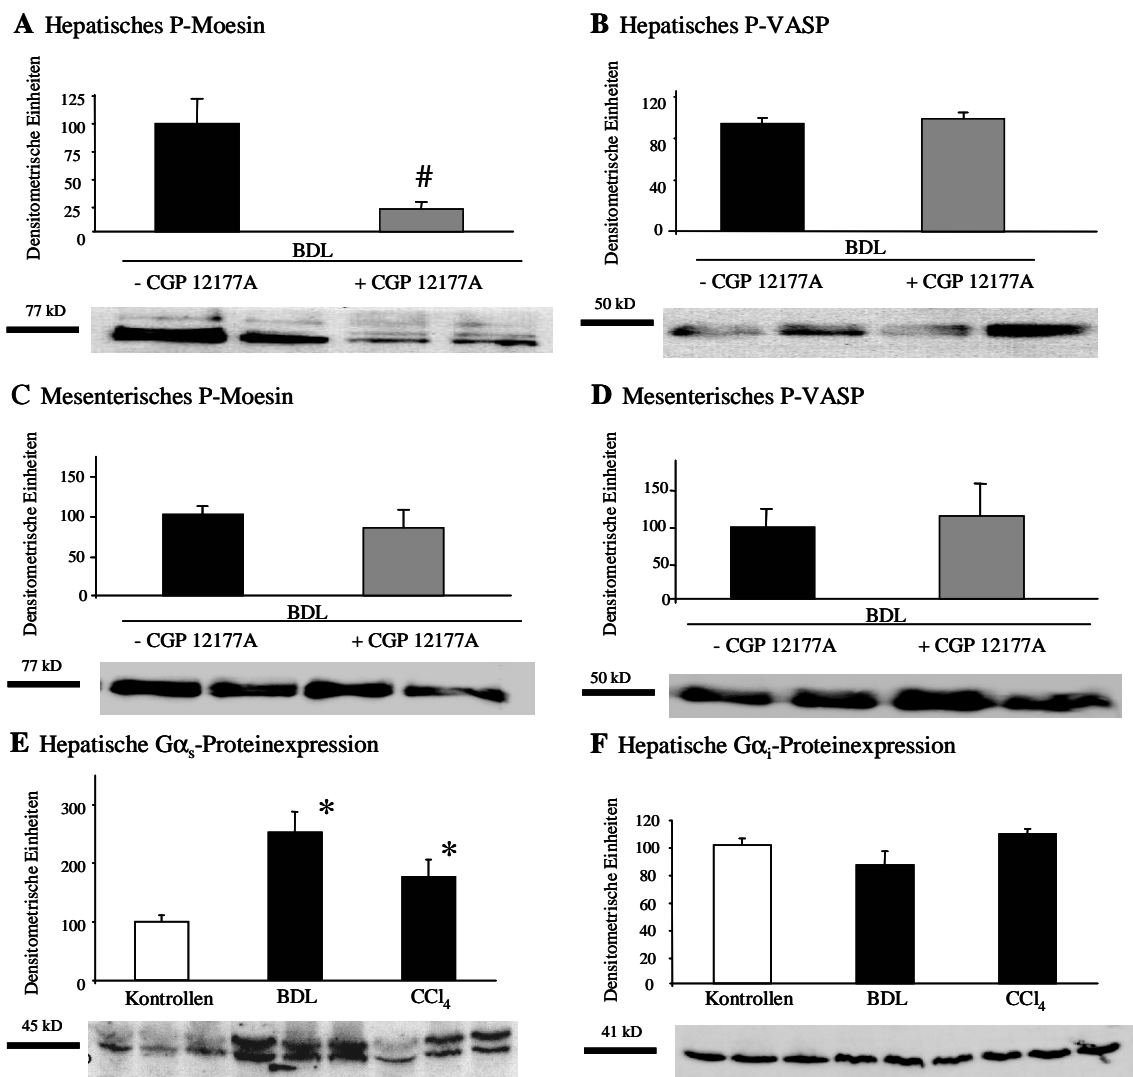 A Hepatisches P-Moesin
Densitometrische Einheiten
125
100
75
50
25
0
#
BDL
- CGP 12177A + CGP 12177A
77 kD
B Hepatisches P-VASP
Densitometrische Einheiten
120
80
40
0
BDL
- CGP 12177A + CGP 12177A
50 kD
C Mesenterisches P-Moesin
Densitometrische Einheiten
150
100
50
0
BDL
- CGP 12177A + CGP 12177A
77 kD
D Mesenterisches P-VASP
Densitometrische Einheiten
150
100
50
0
BDL
- CGP 12177A + CGP 12177A
50 kD
E Hepatische Gαs-Proteinexpression
Densitometrische Einheiten
300
200
100
0
*
*
Kontrollen BDL CCl4
45 kD
F Hepatische Gαi-Proteinexpression
Densitometrische Einheiten
120
100
80
60
40
20
0
Kontrollen BDL CCl4
41 kD